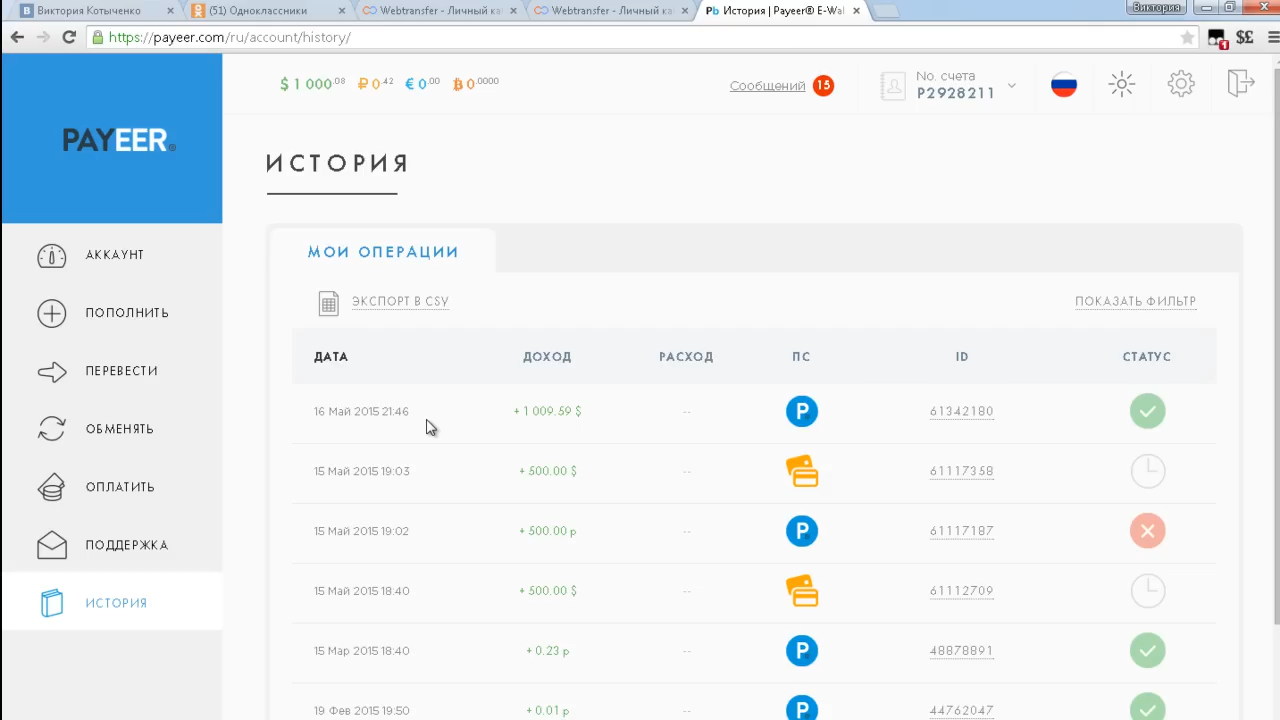 Виктория Котыченко
(51) Одноклассники
Webtransfer - Личный ка
Webtransfer - Личный ка
История | Payeer® E-Wal
Виктория
https://payeer.com/ru/account/history/
$ 1 000.08 ₽ 0.42 € 0.00 ₿ 0.0000
Сообщений 15
No. счета
P2928211
PAYEER®
ИСТОРИЯ
АККАУНТ
ПОПОЛНИТЬ
ПЕРЕВЕСТИ
ОБМЕНЯТЬ
ОПЛАТИТЬ
ПОДДЕРЖКА
ИСТОРИЯ
МОИ ОПЕРАЦИИ
ЭКСПОРТ В CSV
ПОКАЗАТЬ ФИЛЬТР
ДАТА ДОХОД РАСХОД ПС ID СТАТУС
16 Май 2015 21:46 + 1 009.59 $ -- P 61342180
15 Май 2015 19:03 + 500.00 $ -- 61117358
15 Май 2015 19:02 + 500.00 р -- P 61117187
15 Май 2015 18:40 + 500.00 $ -- 61112709
15 Мар 2015 18:40 + 0.23 р -- P 48878891
19 Фев 2015 19:50 + 0.01 р -- P 44762047